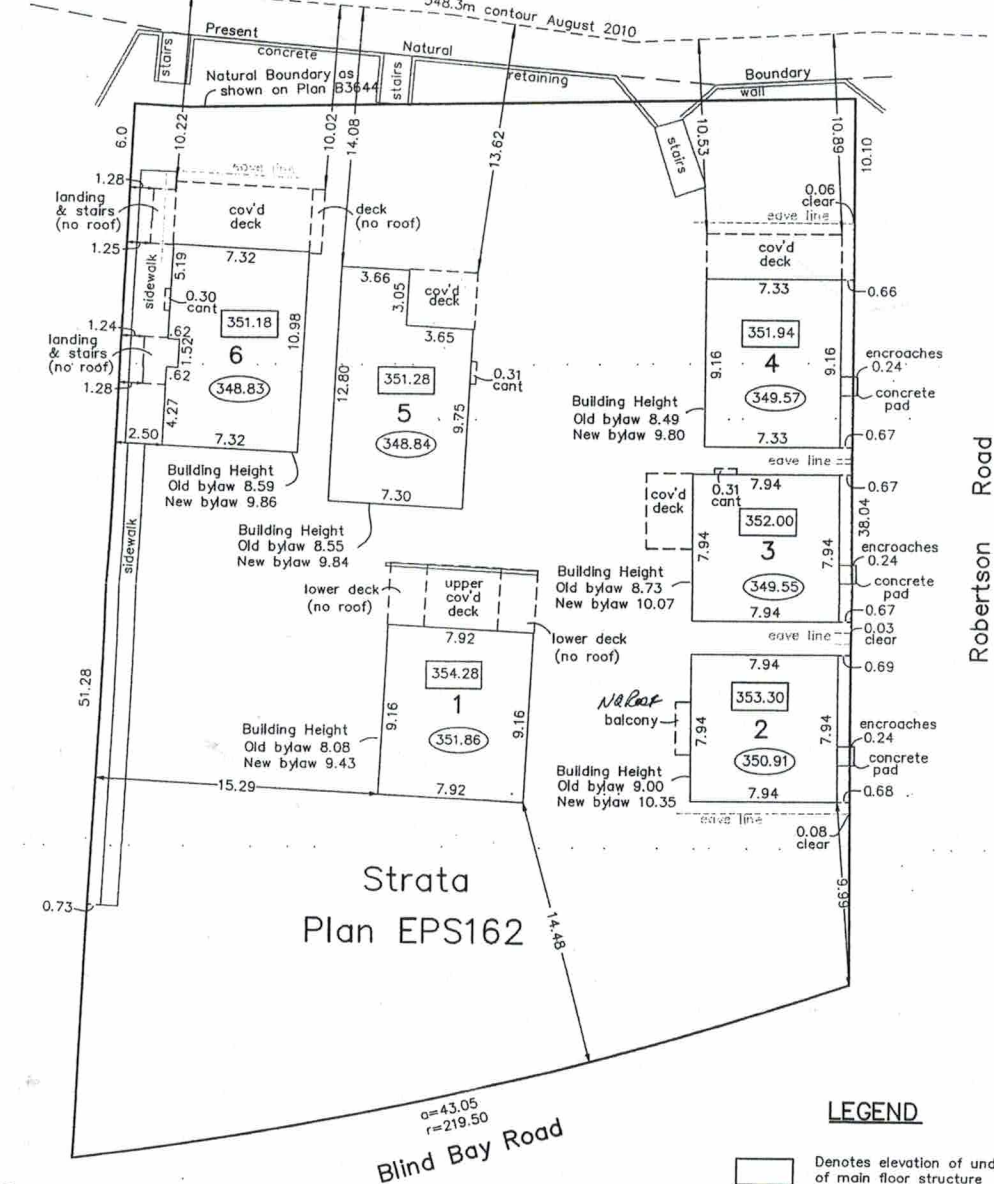 348.3m contour August 2010
Present
concrete
Natural
retaining
Boundary
wall
stairs
stairs
stairs
Natural Boundary as
shown on Plan B3644
6.0
10.22
10.02
14.08
13.62
10.53
10.89
10.10
eave line
1.28
landing
& stairs
(no roof)
1.25
cov'd
deck
deck
(no roof)
7.32
sidewalk
5.19
0.30
cant
351.18
6
348.83
10.98
1.24
landing
& stairs
(no roof)
1.28
.62
1.52
.62
4.27
2.50
7.32
Building Height
Old bylaw 8.59
New bylaw 9.86
3.66
3.05
cov'd
deck
3.65
12.80
351.28
5
348.84
9.75
0.31
cant
7.30
Building Height
Old bylaw 8.55
New bylaw 9.84
0.06
clear
eave line
cov'd
deck
7.33
0.66
351.94
4
349.57
9.16
9.16
encroaches
0.24
concrete
pad
Building Height
Old bylaw 8.49
New bylaw 9.80
7.33
0.67
eave line
7.94
0.67
cov'd
deck
0.31
cant
352.00
3
349.55
7.94
7.94
38.04
encroaches
0.24
concrete
pad
Building Height
Old bylaw 8.73
New bylaw 10.07
7.94
0.67
eave line
0.03
clear
Robertson Road
sidewalk
51.28
lower deck
(no roof)
upper
cov'd
deck
lower deck
(no roof)
7.92
354.28
1
351.86
9.16
9.16
Building Height
Old bylaw 8.08
New bylaw 9.43
15.29
7.92
7.94
0.69
No Roof
balcony
353.30
2
350.91
7.94
7.94
encroaches
0.24
concrete
pad
Building Height
Old bylaw 9.00
New bylaw 10.35
7.94
0.68
eave line
0.08
clear
9.99
0.73
Strata
Plan EPS162
14.48
a=43.05
r=219.50
Blind Bay Road
LEGEND
Denotes elevation of und
of main floor structure